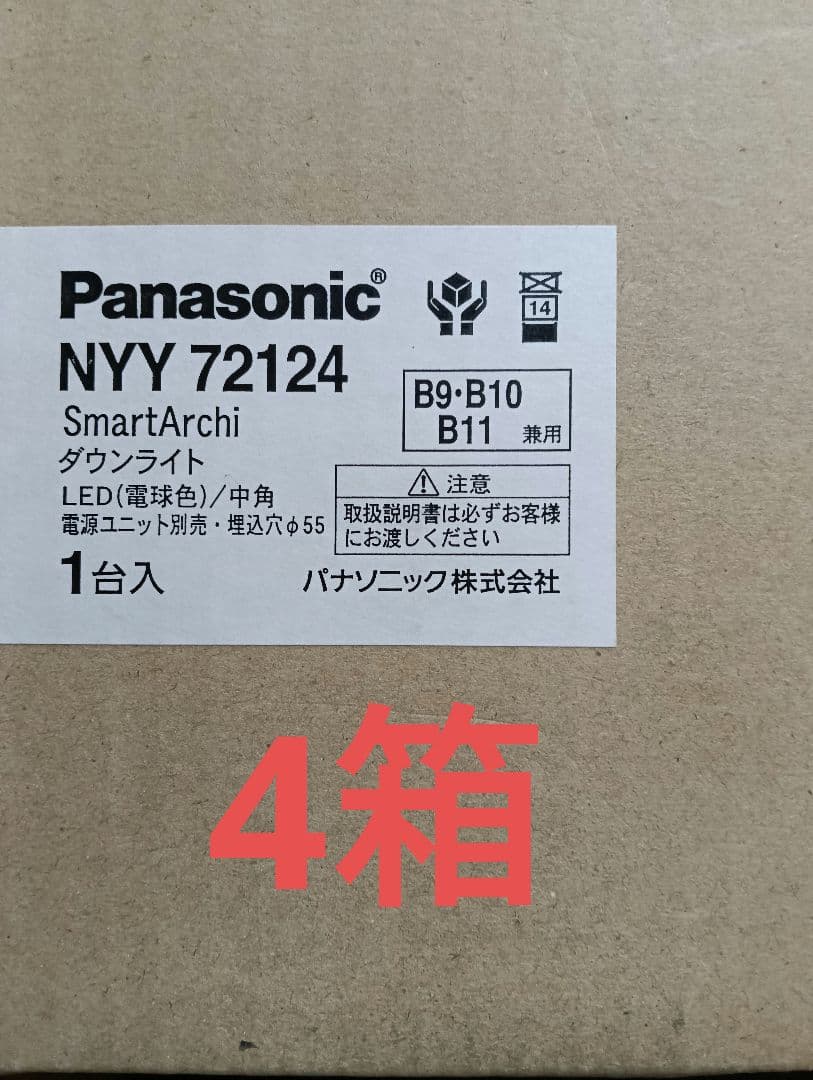 Panasonic®
14
NYY 72124
B9・B10
B11 兼用
SmartArchi
ダウンライト
LED(電球色)/中角
電源ユニット別売・埋込穴φ55
⚠注意
取扱説明書は必ずお客様
にお渡しください
1台入
パナソニック株式会社
4箱